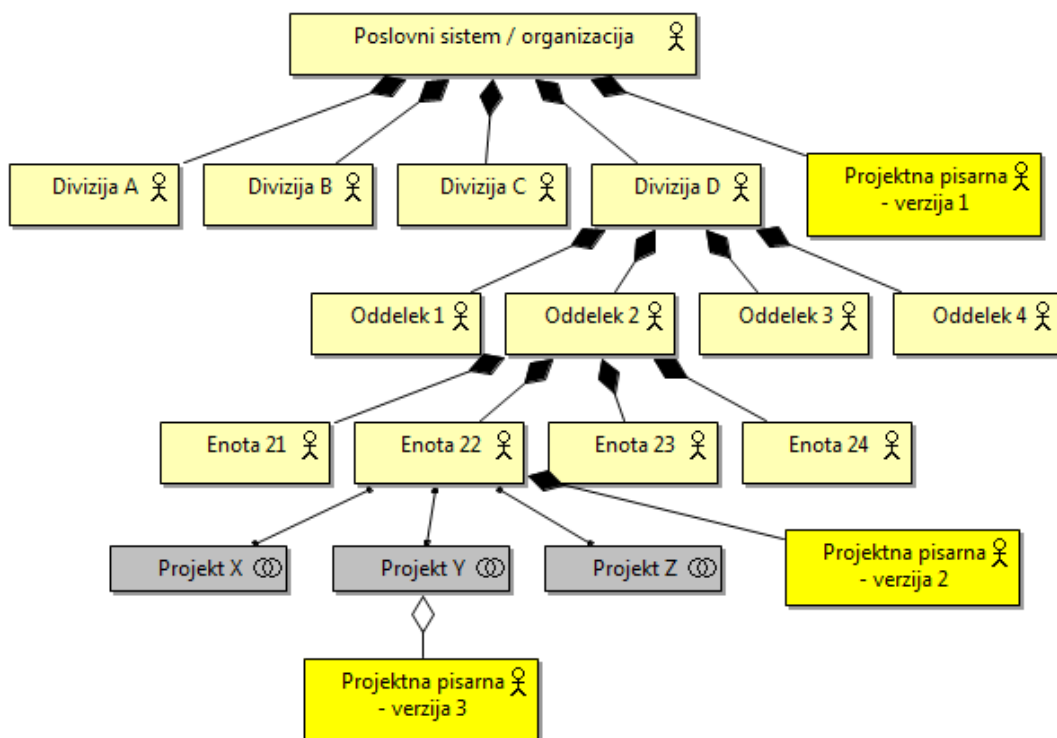 Poslovni sistem / organizacija
Divizija A
Divizija B
Divizija C
Divizija D
Projektna pisarna
- verzija 1
Oddelek 1
Oddelek 2
Oddelek 3
Oddelek 4
Enota 21
Enota 22
Enota 23
Enota 24
Projekt X
Projekt Y
Projekt Z
Projektna pisarna
- verzija 2
Projektna pisarna
- verzija 3